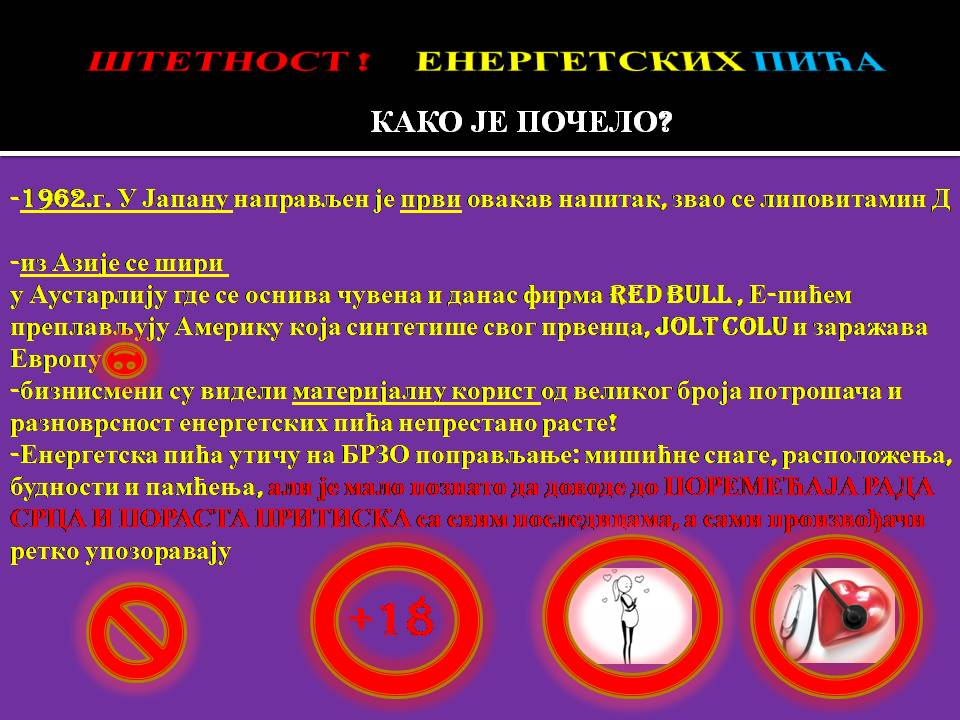 ШТЕТНОСТ ! ЕНЕРГЕТСКИХ ПИЋА
КАКО ЈЕ ПОЧЕЛО?
-1962.г. У Јапану направљен је први овакав напитак, звао се липовитамин Д
-из Азије се шири
у Аустарлију где се оснива чувена и данас фирма RED BULL , Е-пићем
преплављују Америку која синтетише свог првенца, JOLT COLU и заражава
Европу
-бизнисмени су видели материјалну корист од великог броја потрошача и
разноврсност енергетских пића непрестано расте!
-Енергетска пића утичу на БРЗО поправљање: мишићне снаге, расположења,
будности и памћења, али је мало познато да доводе до ПОРЕМЕЋАЈА РАДА
СРЦА И ПОРАСТА ПРИТИСКА са свим последицама, а сами произвођачи
ретко упозоравају
+18